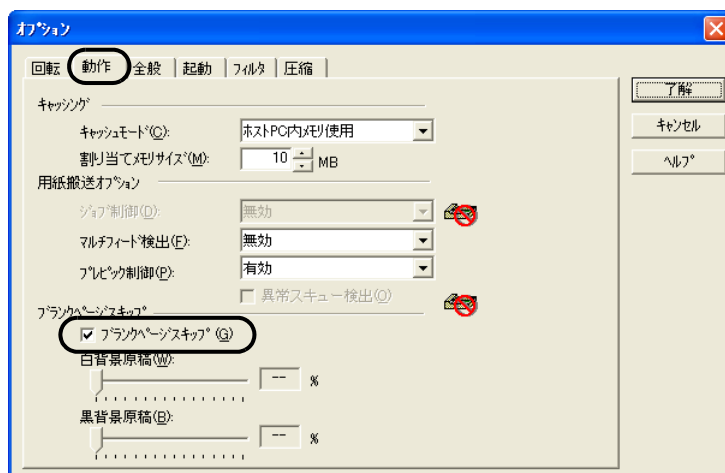 オプション
回転 動作 全般 起動 フィルタ 圧縮
了解
キャンセル
ヘルプ
キャッシング
キャッシュモード(C): ホストPC内メモリ使用
割り当てメモリサイズ(M): 10 MB
用紙搬送オプション
ジョブ制御(D): 無効
マルチフィード検出(F): 無効
プレピック制御(P): 有効
異常スキュー検出(O)
ブランクページスキップ
ブランクページスキップ(G)
白背景原稿(W):
-- %
黒背景原稿(B):
-- %